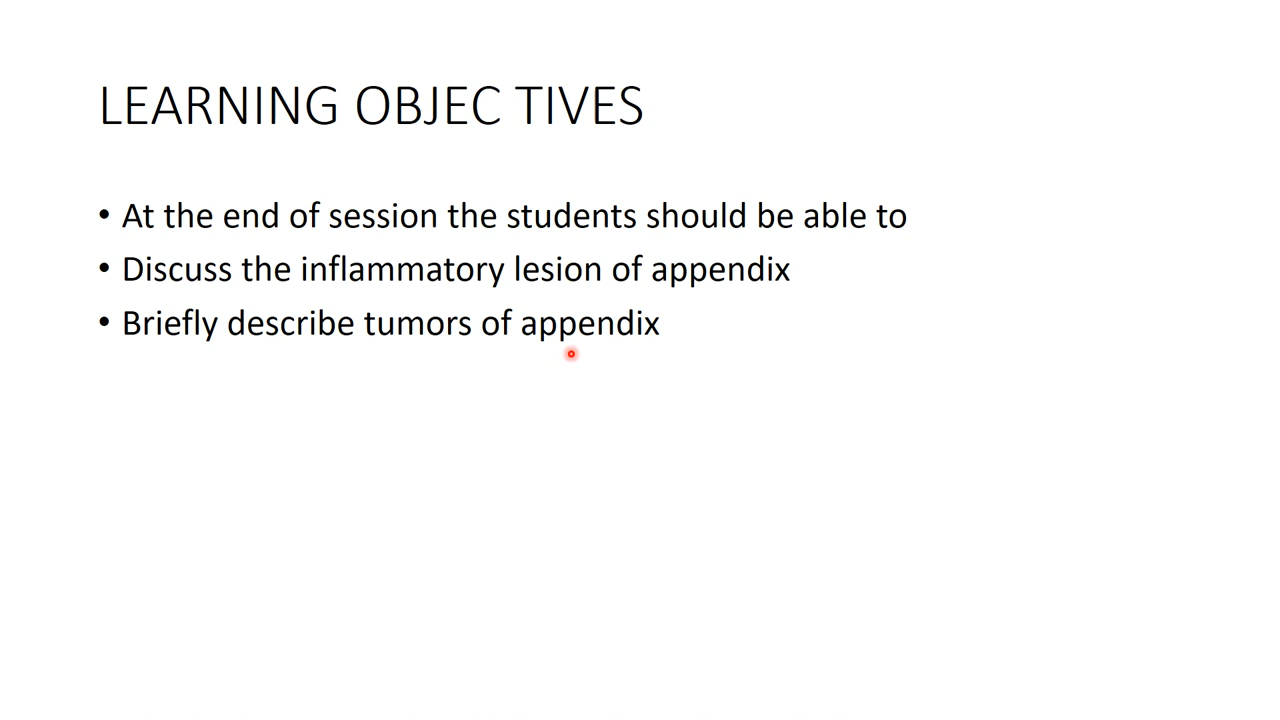 LEARNING OBJEC TIVES
• At the end of session the students should be able to
• Discuss the inflammatory lesion of appendix
• Briefly describe tumors of appendix